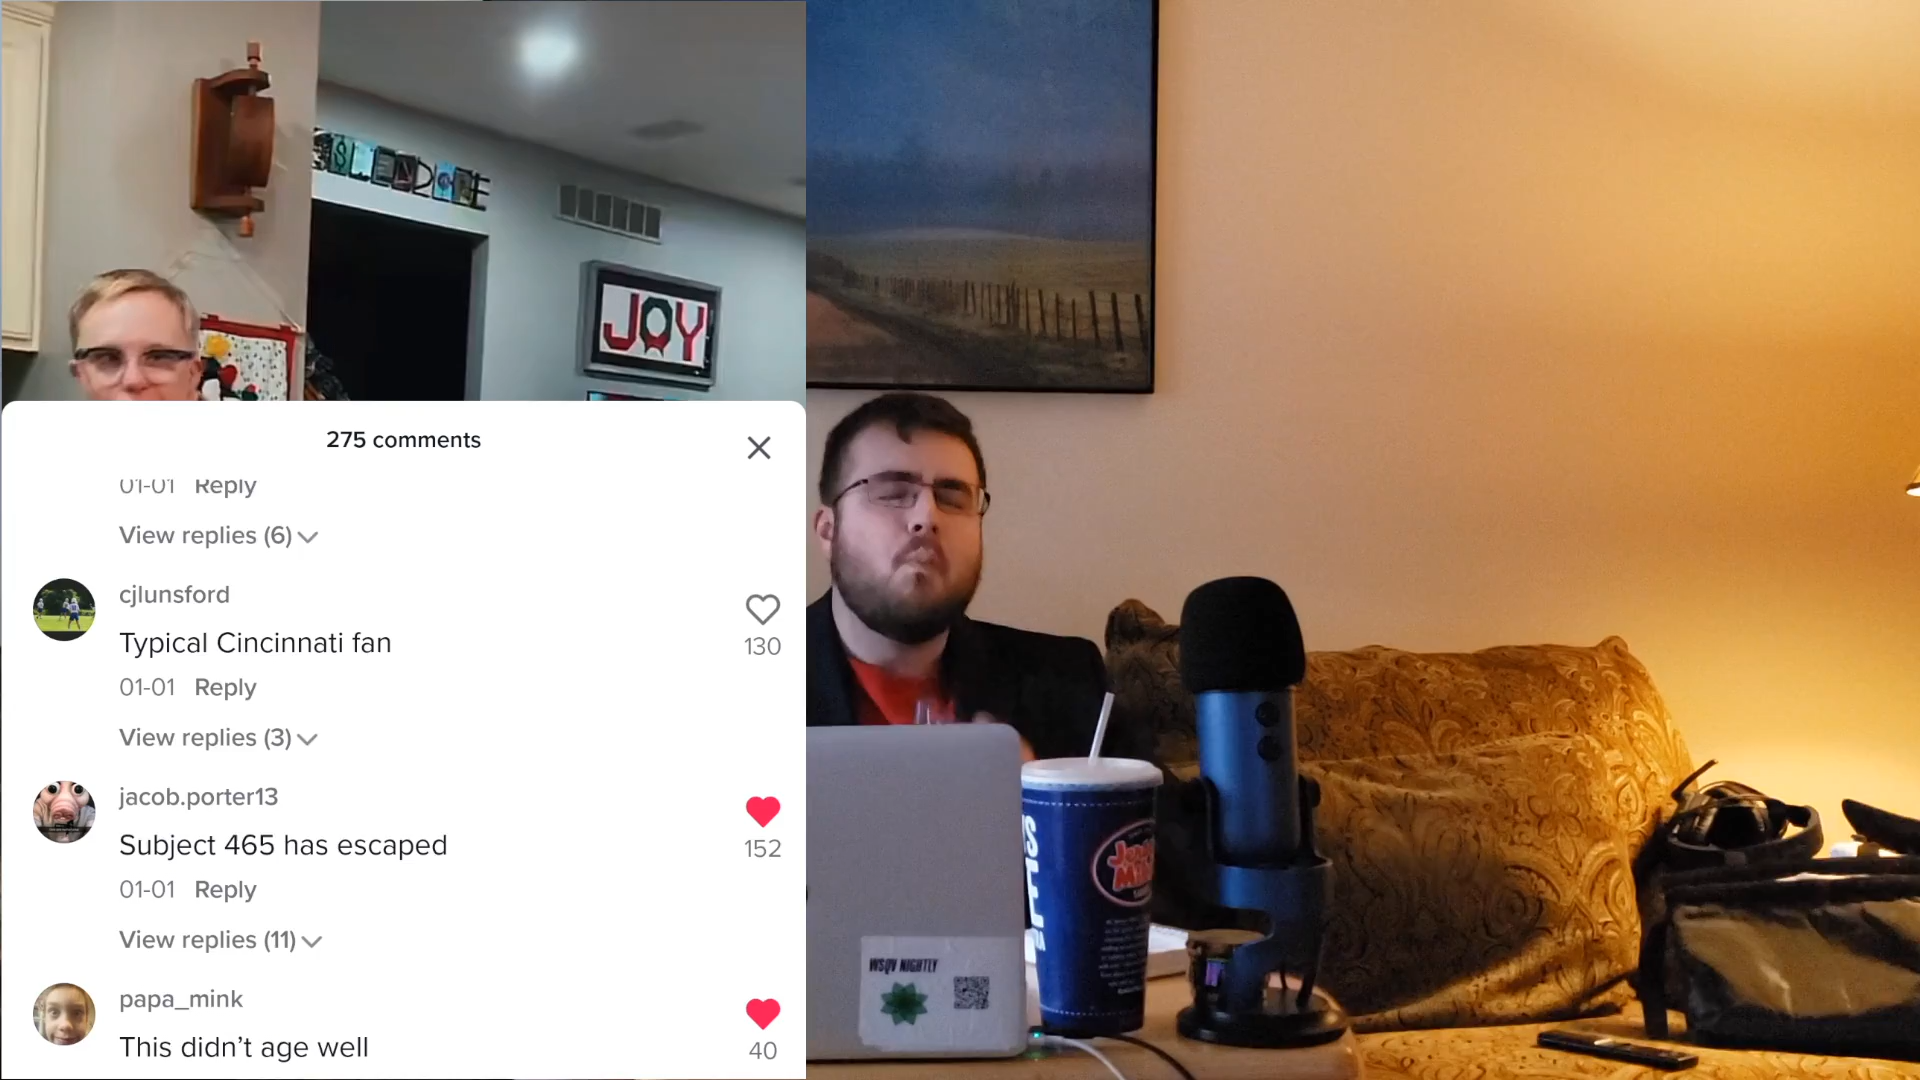 JOY
275 comments
01-01 Reply
View replies (6)
cjlunsford
Typical Cincinnati fan
130
01-01 Reply
View replies (3)
jacob.porter13
Subject 465 has escaped
152
01-01 Reply
View replies (11)
papa_mink
This didn't age well
40
WSQV NIGHTLY